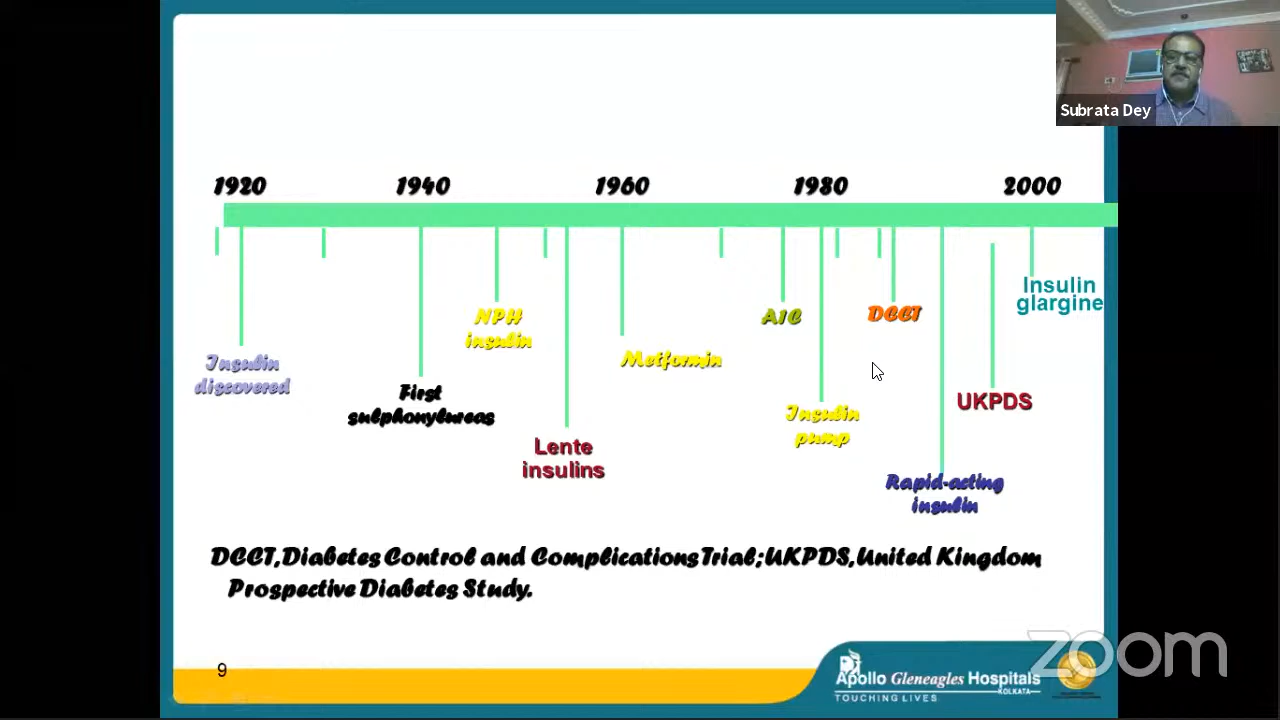 Subrata Dey
1920 1940 1960 1980 2000
Insulin
glargine
NPH
insulin
A1C
DCCT
Insulin
discovered
Metformin
First
sulphonylureas
UKPDS
Insulin
pump
Lente
insulins
Rapid-acting
insulin
DCCT, Diabetes Control and Complications Trial; UKPDS, United Kingdom
Prospective Diabetes Study.
9
Apollo Gleneagles Hospitals
KOLKATA
TOUCHING LIVES
zoom